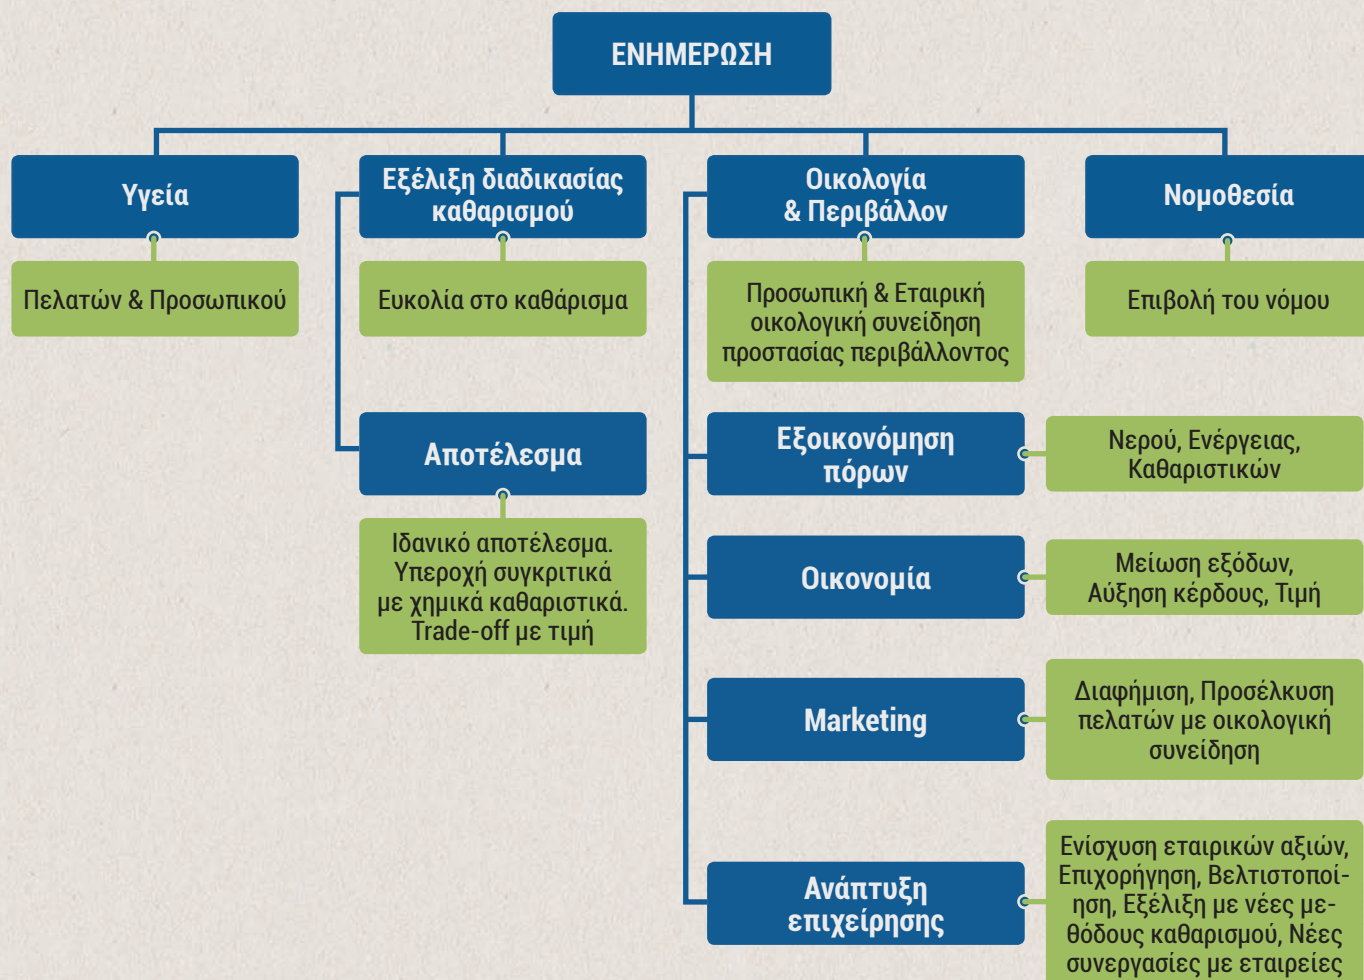 ΕΝΗΜΕΡΩΣΗ
Υγεία
Πελατών & Προσωπικού
Εξέλιξη διαδικασίας
καθαρισμού
Ευκολία στο καθάρισμα
Αποτέλεσμα
Ιδανικό αποτέλεσμα.
Υπεροχή συγκριτικά
με χημικά καθαριστικά.
Trade-off με τιμή
Οικολογία
& Περιβάλλον
Προσωπική & Εταιρική
οικολογική συνείδηση
προστασίας περιβάλλοντος
Εξοικονόμηση
πόρων
Νερού, Ενέργειας,
Καθαριστικών
Οικονομία
Μείωση εξόδων,
Αύξηση κέρδους, Τιμή
Marketing
Διαφήμιση, Προσέλκυση
πελατών με οικολογική
συνείδηση
Ανάπτυξη
επιχείρησης
Ενίσχυση εταιρικών αξιών,
Επιχορήγηση, Βελτιστοποί-
ηση, Εξέλιξη με νέες με-
θόδους καθαρισμού, Νέες
συνεργασίες με εταιρείες
Νομοθεσία
Επιβολή του νόμου